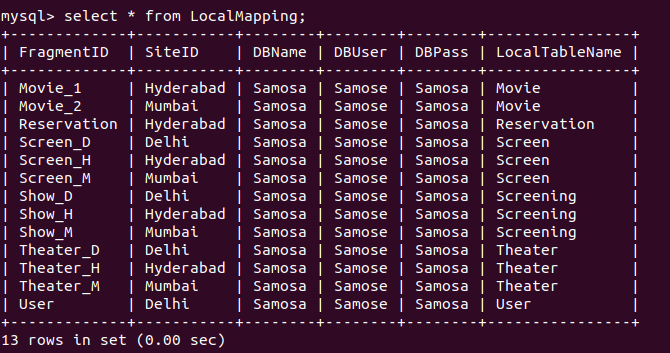 mysql> select * from LocalMapping;
+-------------+-----------+--------+--------+--------+----------------+
| FragmentID  | SiteID    | DBName | DBUser | DBPass | LocalTableName |
+-------------+-----------+--------+--------+--------+----------------+
| Movie_1     | Hyderabad | Samosa | Samose | Samosa | Movie          |
| Movie_2     | Mumbai    | Samosa | Samose | Samosa | Movie          |
| Reservation | Hyderabad | Samosa | Samose | Samosa | Reservation    |
| Screen_D    | Delhi     | Samosa | Samose | Samosa | Screen         |
| Screen_H    | Hyderabad | Samosa | Samose | Samosa | Screen         |
| Screen_M    | Mumbai    | Samosa | Samose | Samosa | Screen         |
| Show_D      | Delhi     | Samosa | Samose | Samosa | Screening      |
| Show_H      | Hyderabad | Samosa | Samose | Samosa | Screening      |
| Show_M      | Mumbai    | Samosa | Samose | Samosa | Screening      |
| Theater_D   | Delhi     | Samosa | Samose | Samosa | Theater        |
| Theater_H   | Hyderabad | Samosa | Samose | Samosa | Theater        |
| Theater_M   | Mumbai    | Samosa | Samose | Samosa | Theater        |
| User        | Delhi     | Samosa | Samose | Samosa | User           |
+-------------+-----------+--------+--------+--------+----------------+
13 rows in set (0.00 sec)